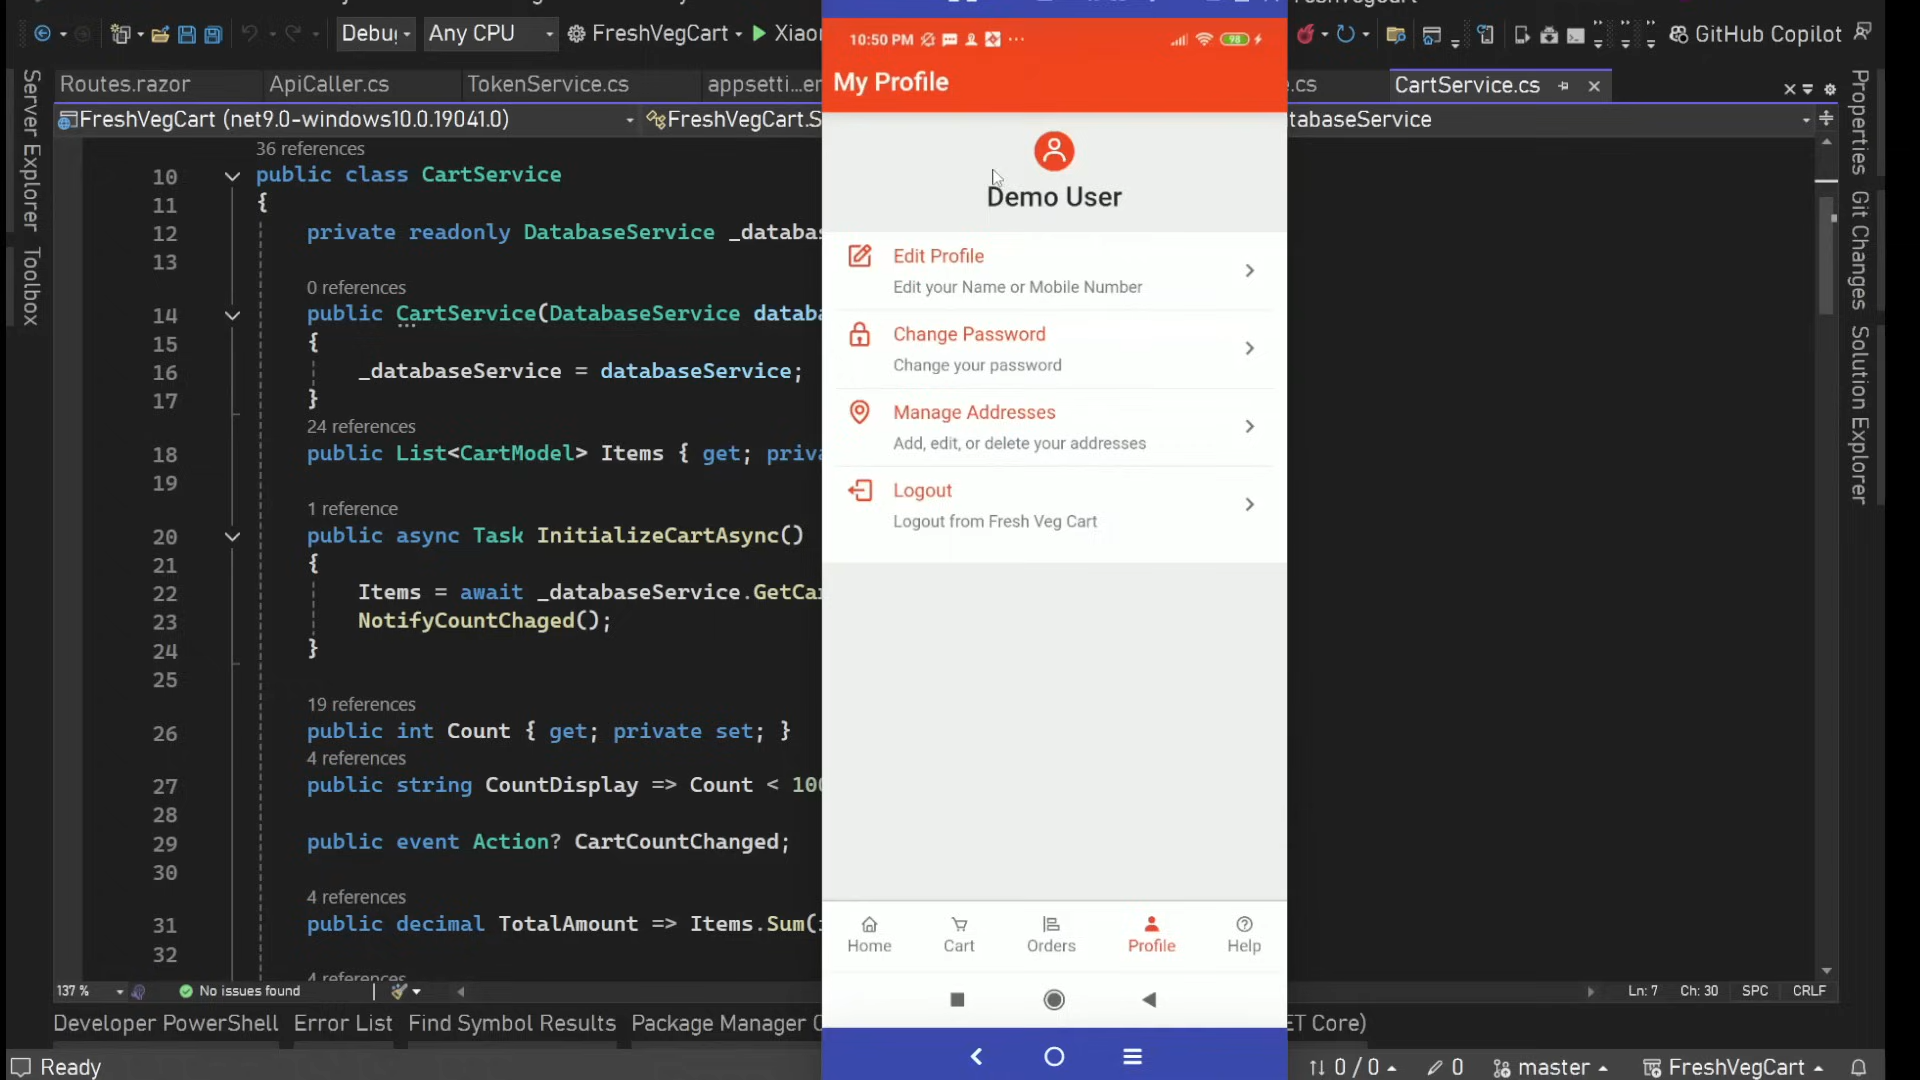 Debug
Any CPU
FreshVegCart
GitHub Copilot
Routes.razor
ApiCaller.cs
TokenService.cs
CartService.cs
FreshVegCart (net9.0-windows10.0.19041.0)
FreshVegCart.S
tabaseService
Server Explorer
Toolbox
Properties
Git Changes
Solution Explorer
36 references
10 public class CartService
11 {
12 private readonly DatabaseService
13
0 references
14 public CartService(DatabaseService
15 {
16 _databaseService = databaseService;
17 }
24 references
18 public List<CartModel> Items { get;
19
1 reference
20 public async Task InitializeCartAsync()
21 {
22 Items = await _databaseService.GetCa
23 NotifyCountChaged();
24 }
25
19 references
26 public int Count { get; private set; }
4 references
27 public string CountDisplay => Count < 100
28
29 public event Action? CartCountChanged;
30
4 references
31 public decimal TotalAmount => Items.Sum(
32
4 references
10:50 PM
98
My Profile
Demo User
Edit Profile
Edit your Name or Mobile Number
Change Password
Change your password
Manage Addresses
Add, edit, or delete your addresses
Logout
Logout from Fresh Veg Cart
Home
Cart
Orders
Profile
Help
137 %
No issues found
Ln: 7
Ch: 30
SPC
CRLF
Developer PowerShell
Error List
Find Symbol Results
Package Manager
ET Core)
Ready
0 / 0
0
master
FreshVegCart